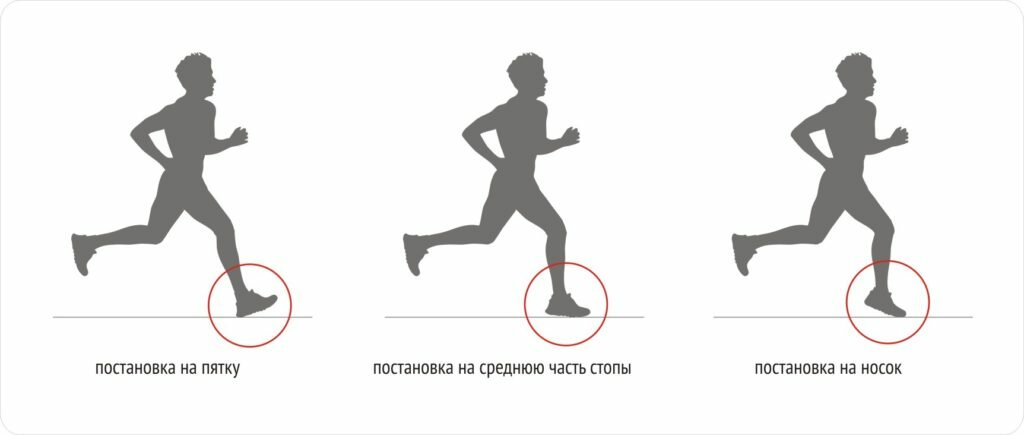 постановка на пятку
постановка на среднюю часть стопы
постановка на носок